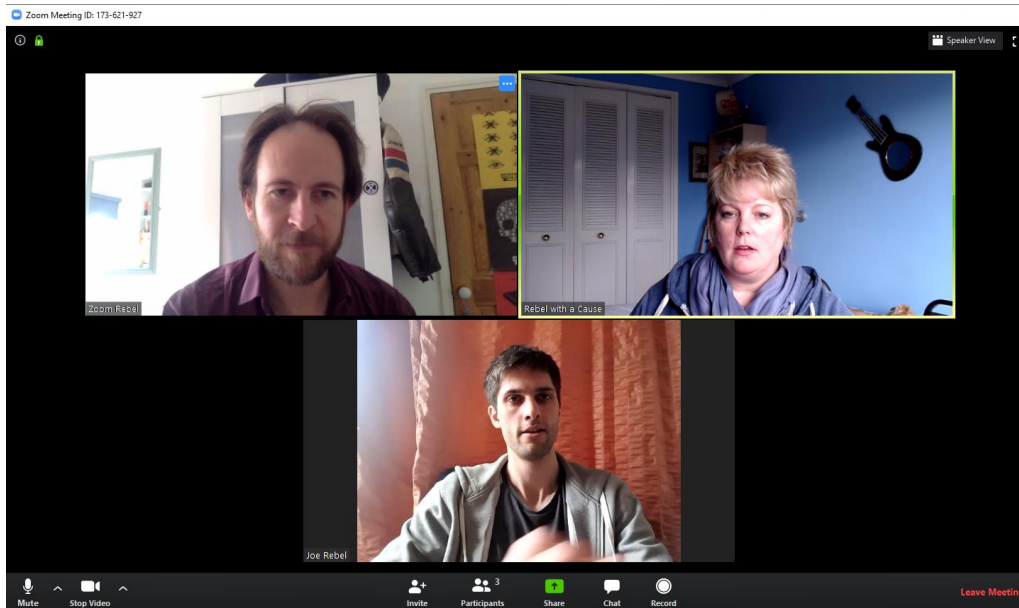 Zoom Meeting ID: 173-621-927
Speaker View
Zoom Rebel
Rebel with a Cause
Joe Rebel
Mute
Stop Video
Invite
Participants
3
Share
Chat
Record
Leave Meetin